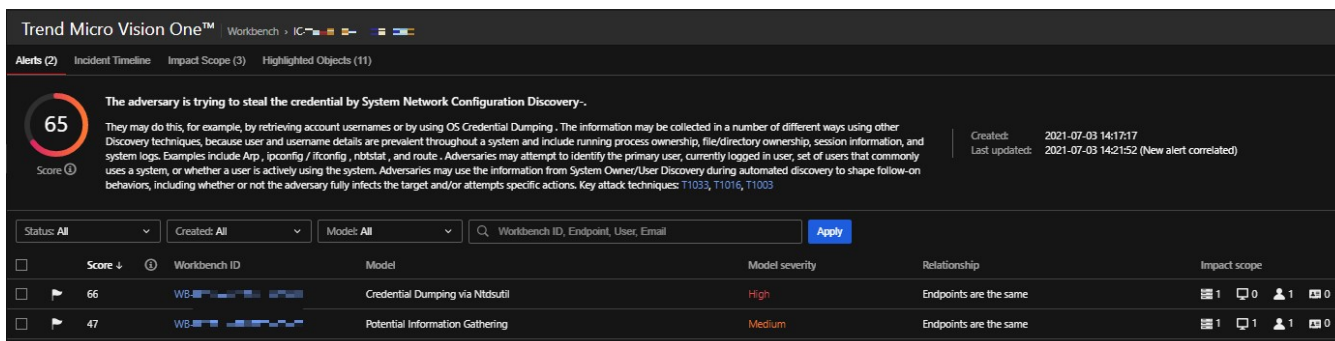 Trend Micro Vision One™ Workbench › IC-
Alerts (2) Incident Timeline Impact Scope (3) Highlighted Objects (11)
The adversary is trying to steal the credential by System Network Configuration Discovery-.
65
Score
They may do this, for example, by retrieving account usernames or by using OS Credential Dumping . The information may be collected in a number of different ways using other
Discovery techniques, because user and username details are prevalent throughout a system and include running process ownership, file/directory ownership, session information, and
system logs. Examples include Arp , ipconfig / ifconfig , nbtstat , and route . Adversaries may attempt to identify the primary user, currently logged in user, set of users that commonly
uses a system, or whether a user is actively using the system. Adversaries may use the information from System Owner/User Discovery during automated discovery to shape follow-on
behaviors, including whether or not the adversary fully infects the target and/or attempts specific actions. Key attack techniques: T1033, T1016, T1003
Created: 2021-07-03 14:17:17
Last updated: 2021-07-03 14:21:52 (New alert correlated)
Status: All Created: All Model: All Workbench ID, Endpoint, User, Email Apply
Score ↓ Workbench ID Model Model severity Relationship Impact scope
66 WB- Credential Dumping via Ntdsutil High Endpoints are the same 1 0 1 0
47 WB- Potential Information Gathering Medium Endpoints are the same 1 1 1 0